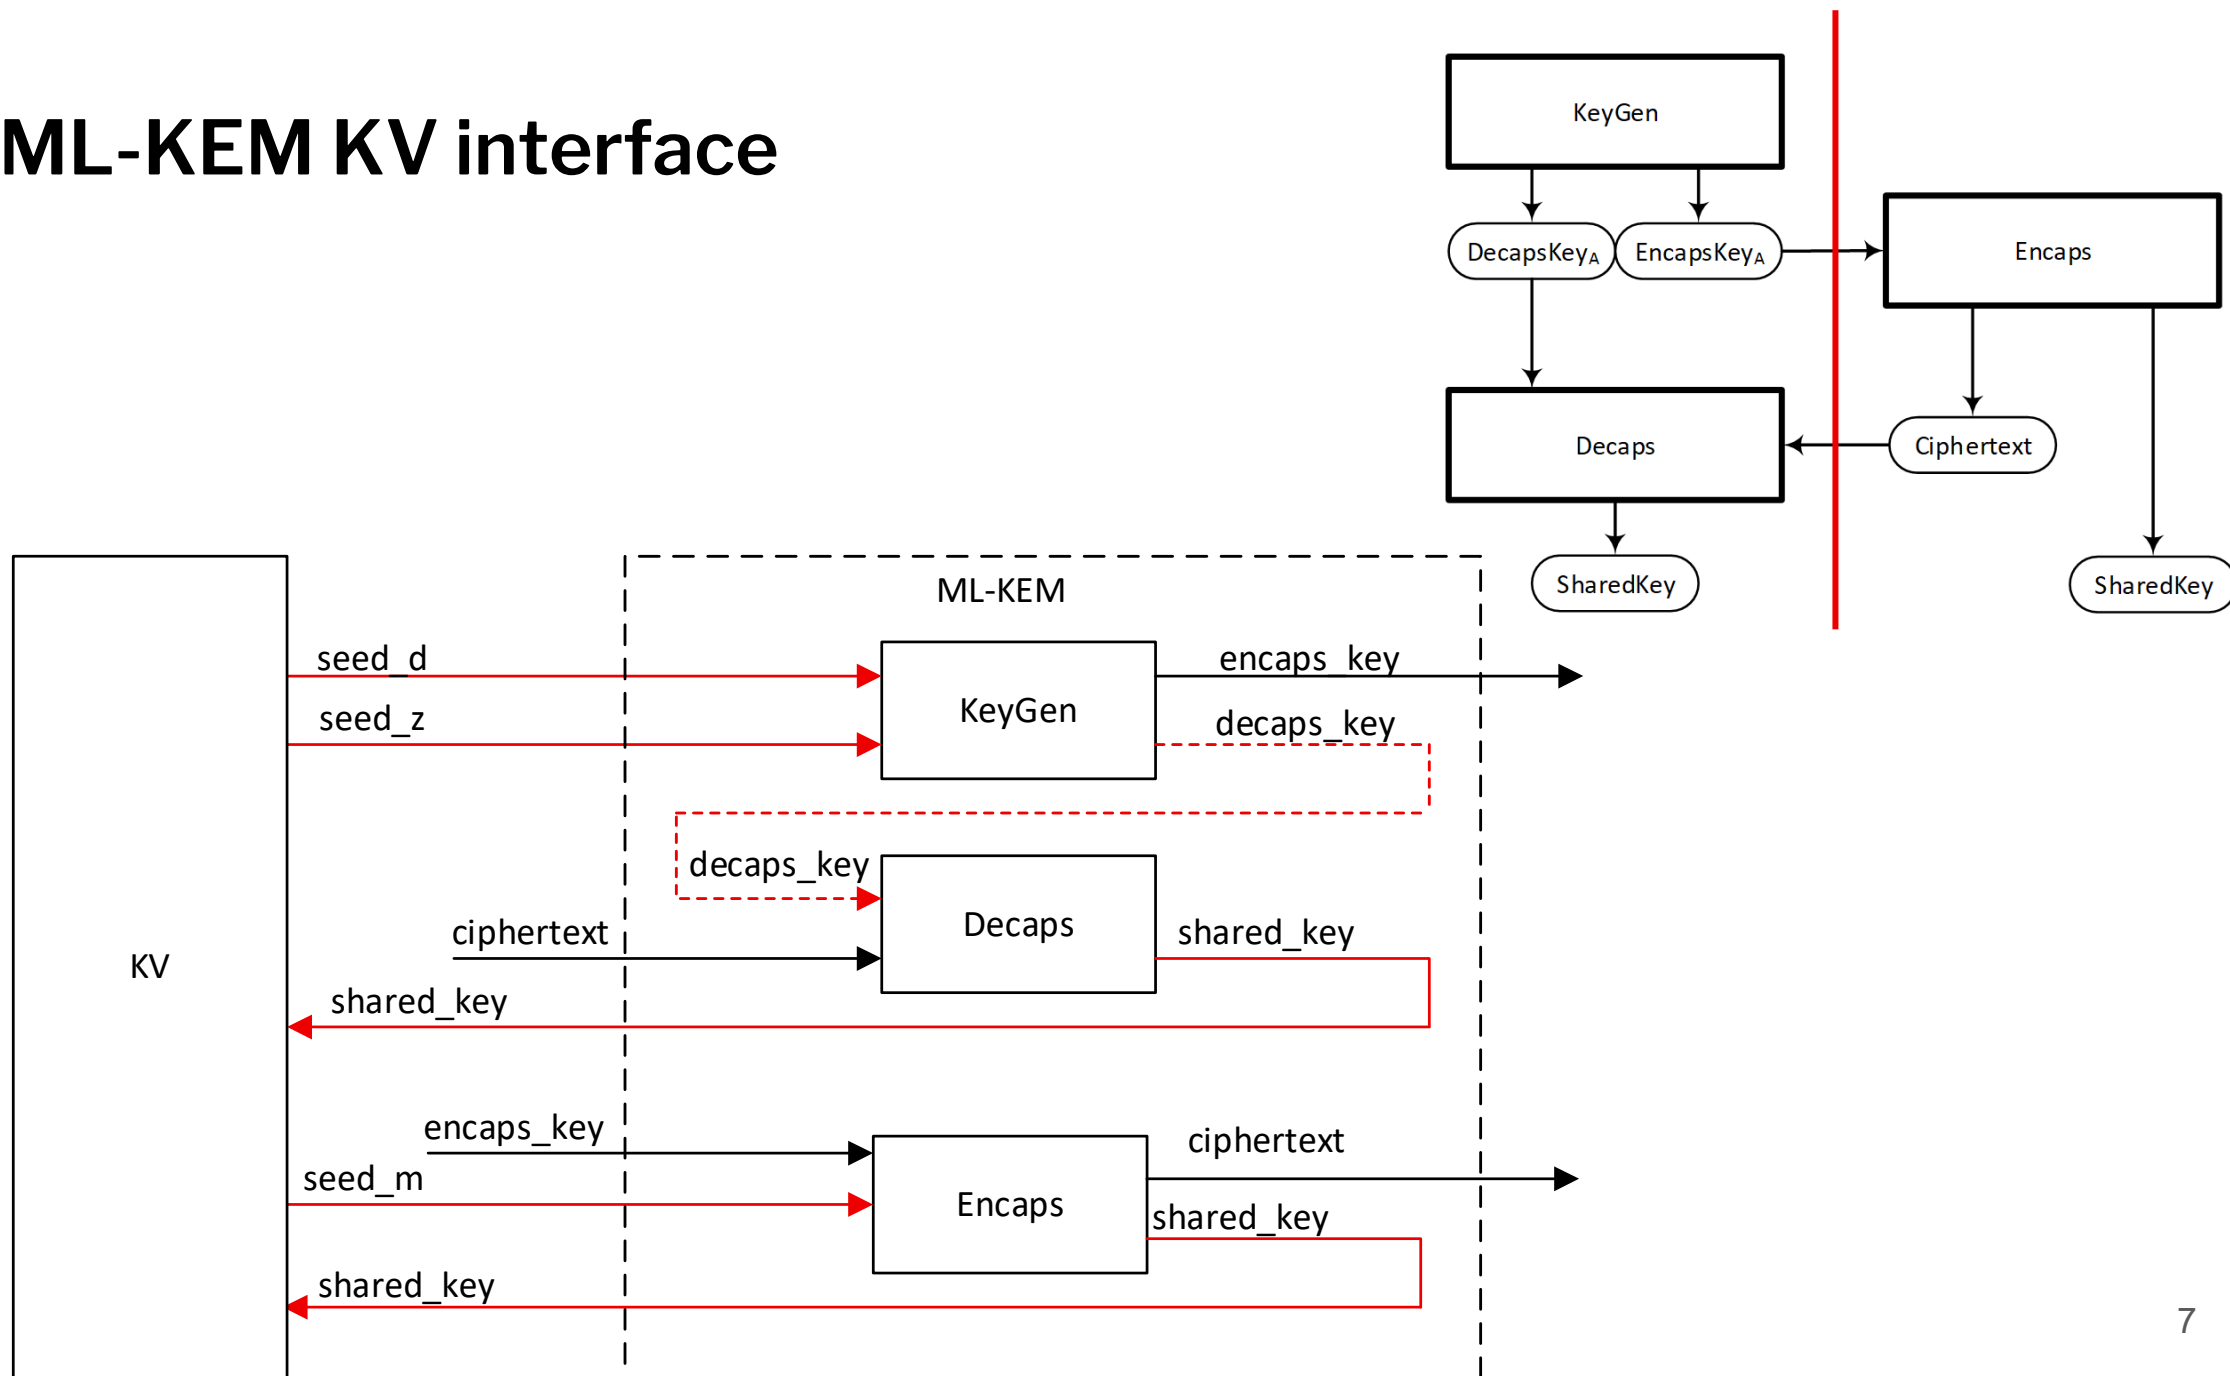 ML-KEM KV interface
KeyGen
DecapsKeyA
EncapsKeyA
Encaps
Decaps
Ciphertext
SharedKey
SharedKey
ML-KEM
KV
seed_d
seed_z
KeyGen
encaps_key
decaps_key
decaps_key
ciphertext
Decaps
shared_key
shared_key
encaps_key
seed_m
Encaps
ciphertext
shared_key
shared_key
7